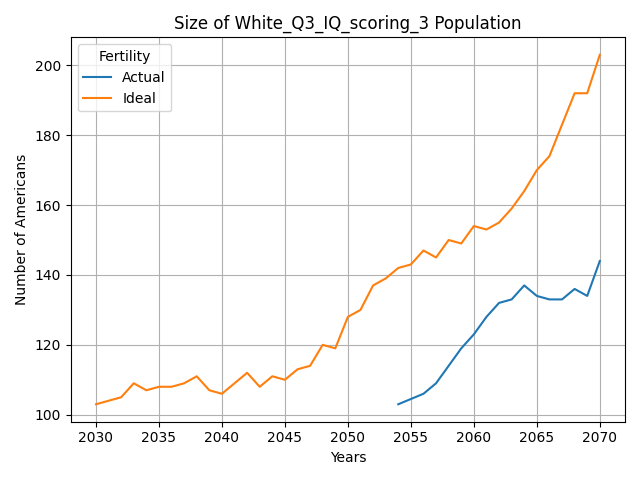 Size of White_Q3_IQ_scoring_3 Population
Fertility
Actual
Ideal
Number of Americans
200
180
160
140
120
100
2030 2035 2040 2045 2050 2055 2060 2065 2070
Years